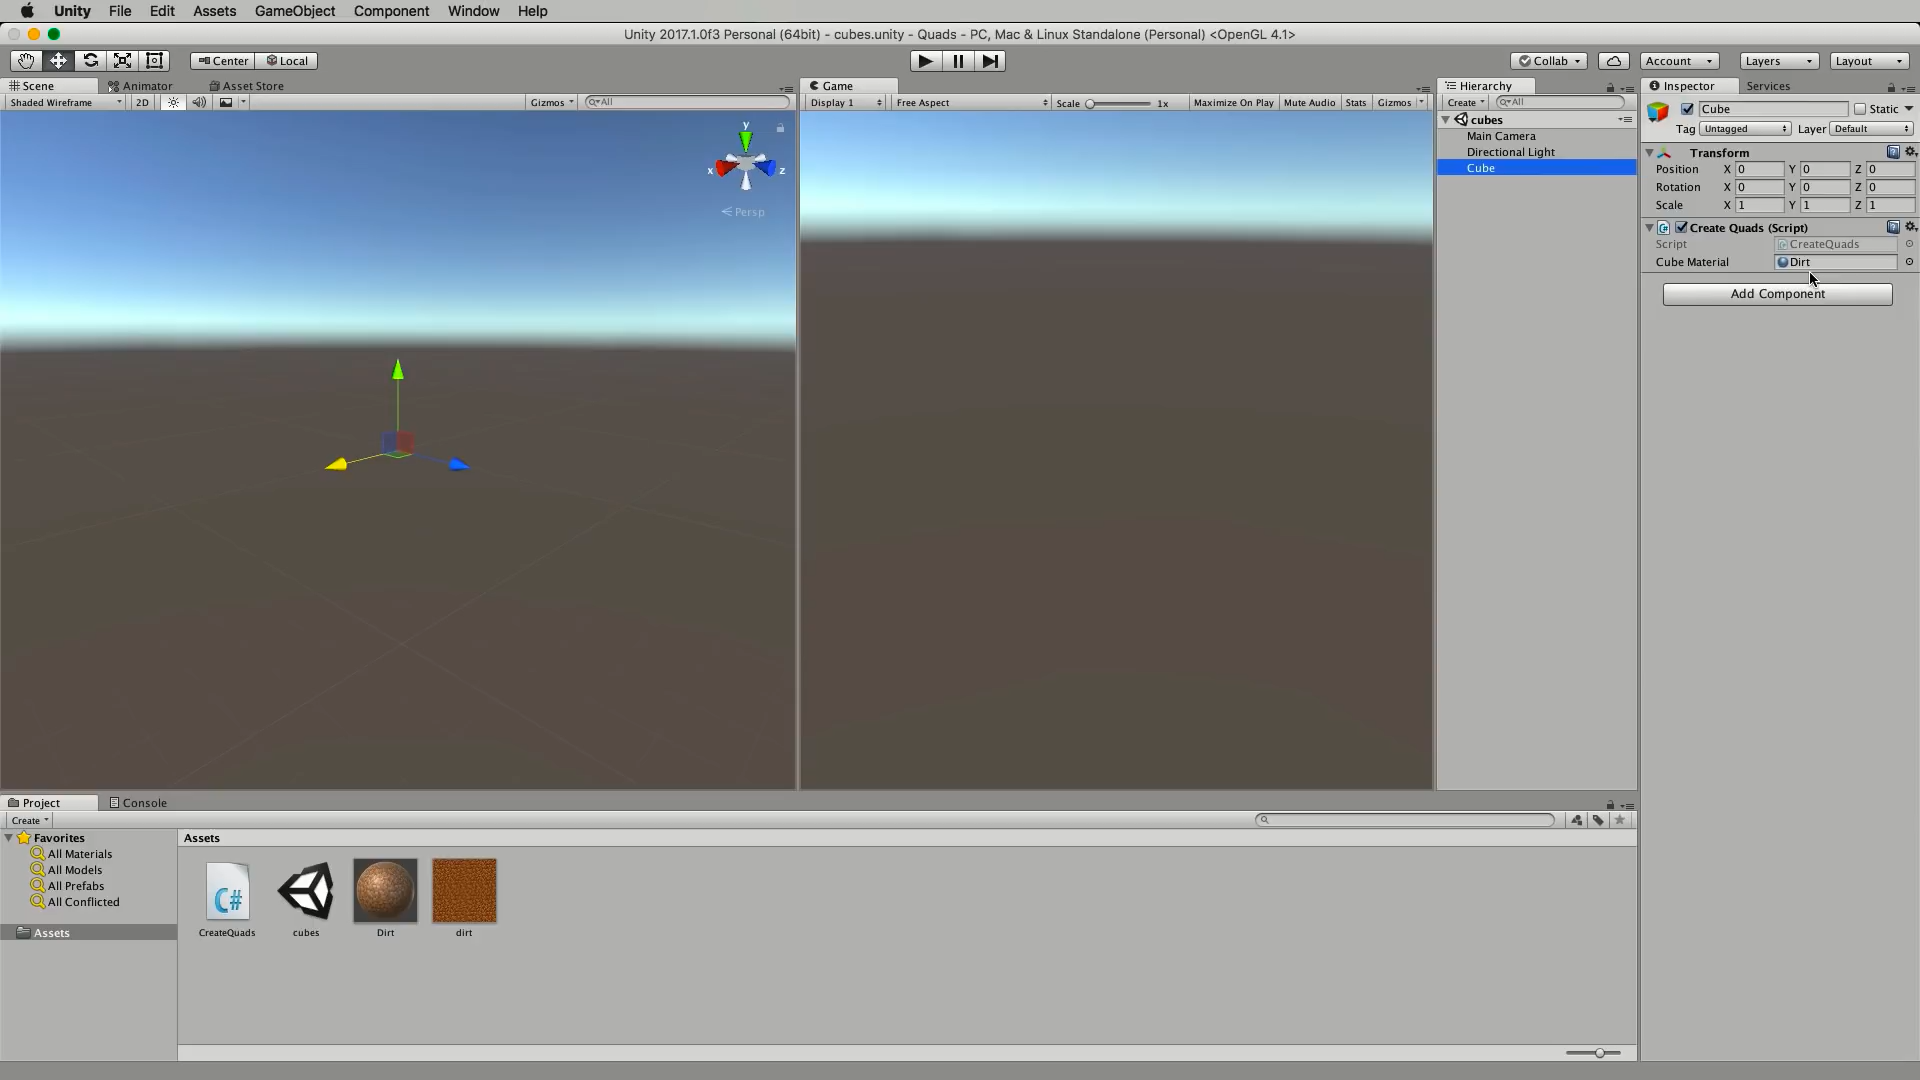 Unity File Edit Assets GameObject Component Window Help
Unity 2017.1.0f3 Personal (64bit) - cubes.unity - Quads - PC, Mac & Linux Standalone (Personal) <OpenGL 4.1>
Center Local Collab Account Layers Layout
Scene Animator Asset Store
Shaded Wireframe 2D Gizmos All
y
x z
Persp
Game
Display 1 Free Aspect Scale 1x Maximize On Play Mute Audio Stats Gizmos
Hierarchy
Create All
cubes
Main Camera
Directional Light
Cube
Inspector Services
Cube Static
Tag Untagged Layer Default
Transform
Position X 0 Y 0 Z 0
Rotation X 0 Y 0 Z 0
Scale X 1 Y 1 Z 1
Create Quads (Script)
Script CreateQuads
Cube Material Dirt
Add Component
Project Console
Create
Favorites
All Materials
All Models
All Prefabs
All Conflicted
Assets
Assets
C#
CreateQuads cubes Dirt dirt